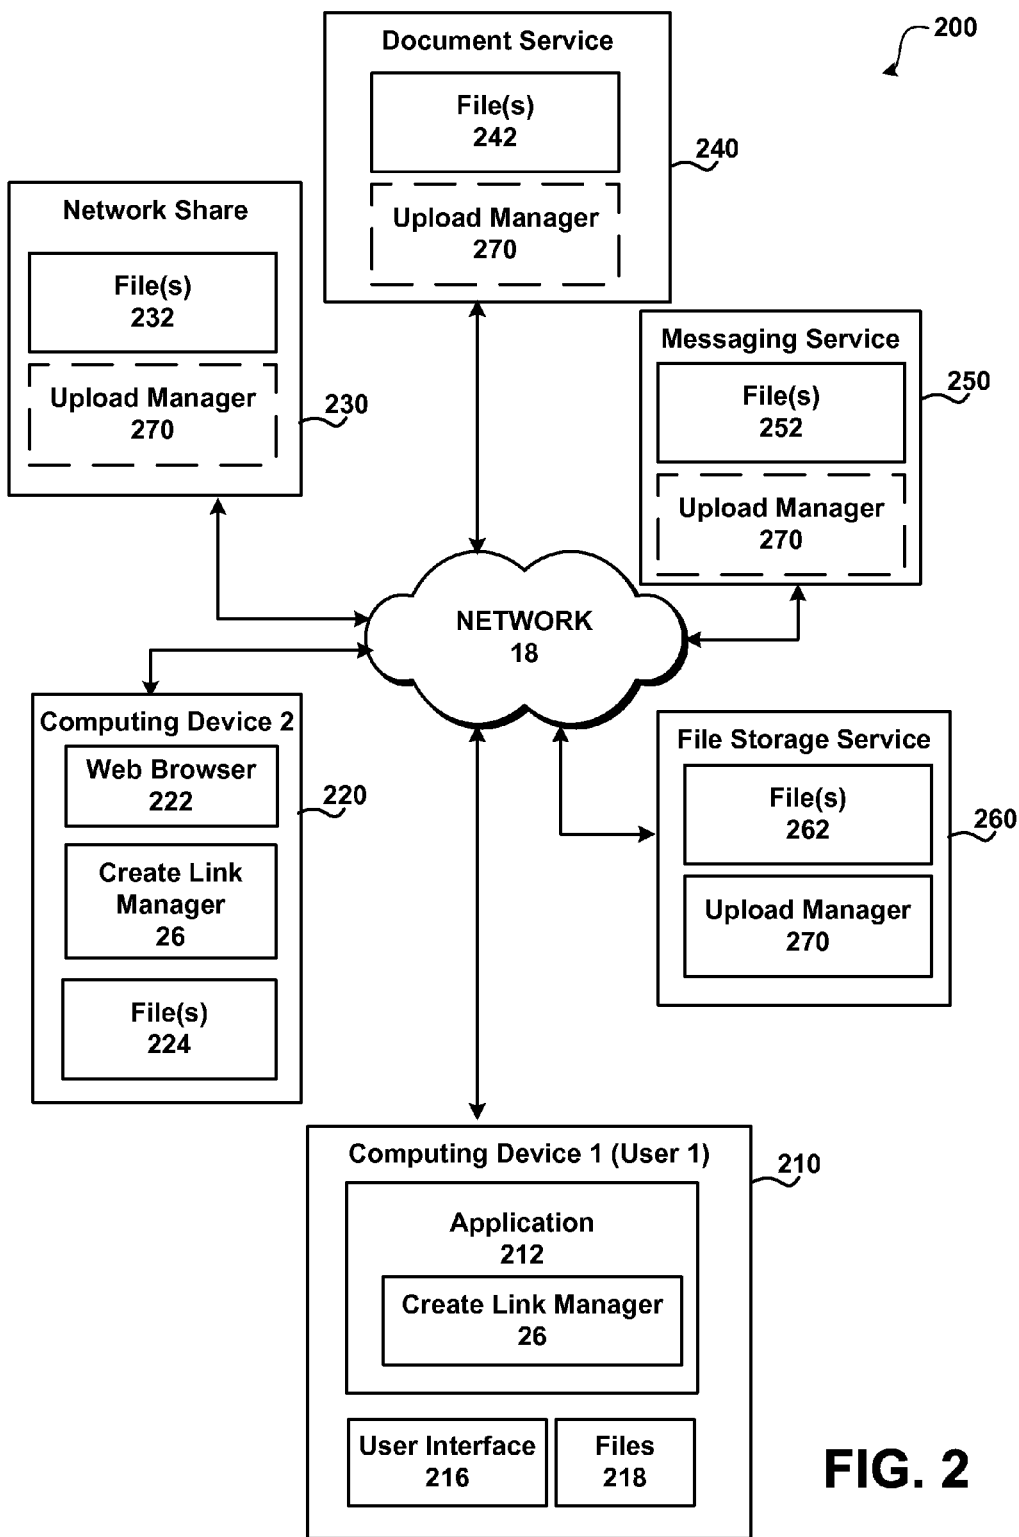 200
Document Service
File(s)
242
Upload Manager
270
240
Network Share
File(s)
232
Upload Manager
270
230
Messaging Service
File(s)
252
Upload Manager
270
250
NETWORK
18
Computing Device 2
Web Browser
222
Create Link
Manager
26
File(s)
224
220
File Storage Service
File(s)
262
Upload Manager
270
260
Computing Device 1 (User 1)
Application
212
Create Link Manager
26
User Interface
216
Files
218
210
FIG. 2